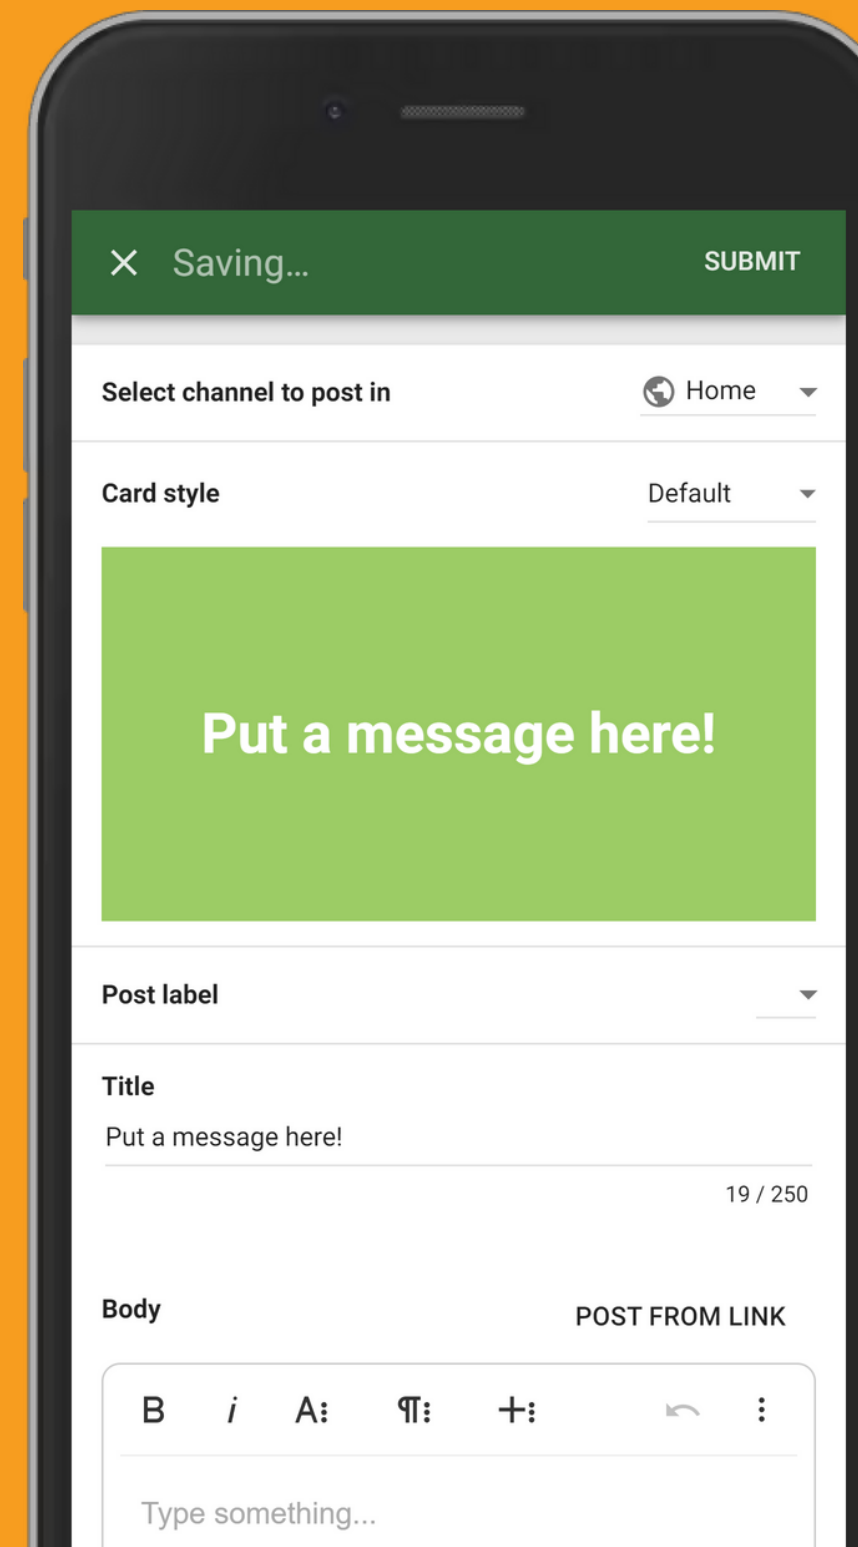 Saving...
SUBMIT
Select channel to post in
Home
Card style
Default
Put a message here!
Post label
Title
Put a message here!
19 / 250
Body
POST FROM LINK
B i A ¶ +
Type something...